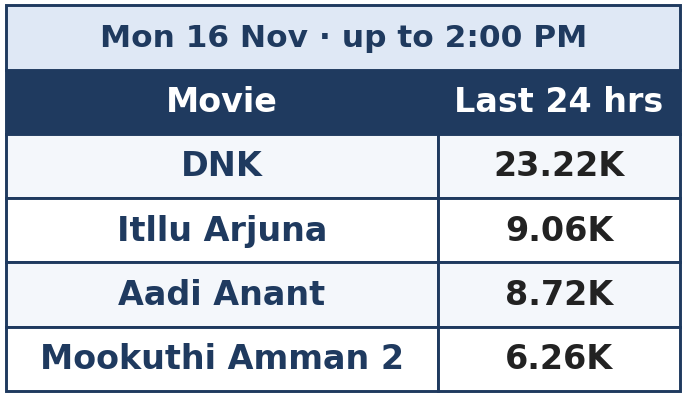 Mon 16 Nov · up to 2:00 PM
Movie Last 24 hrs
DNK 23.22K
Itllu Arjuna 9.06K
Aadi Anant 8.72K
Mookuthi Amman 2 6.26K